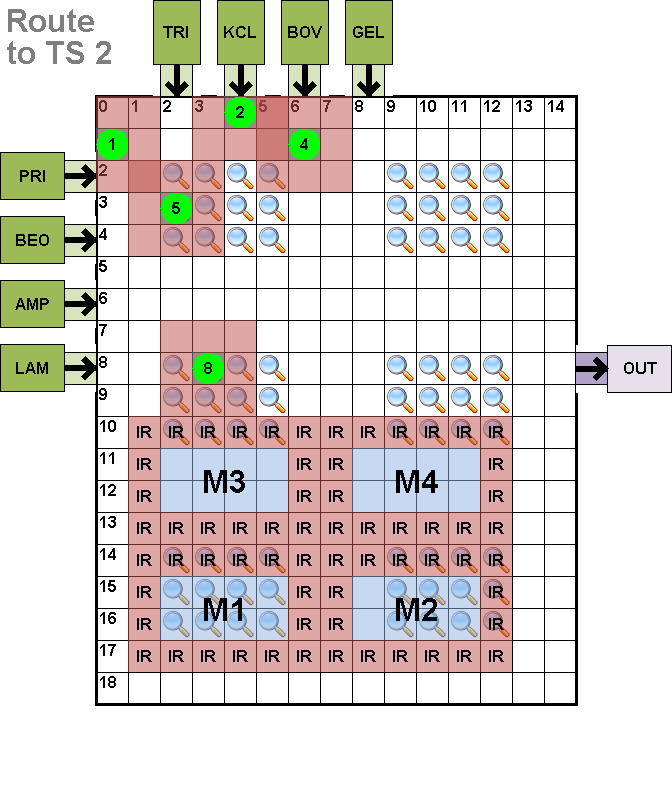 Route
to TS 2
TRI KCL BOV GEL
0 1 2 3 2 5 6 7 8 9 10 11 12 13 14
1 4
PRI 2
3 5
BEO 4
5
AMP 6
7
LAM 8 8 OUT
9
10 IR IR IR IR IR IR IR IR IR IR IR IR
11 IR IR IR IR
M3 M4
12 IR IR IR IR
13 IR IR IR IR IR IR IR IR IR IR IR IR
14 IR IR IR IR IR IR IR IR IR IR IR IR
15 IR IR IR IR
M1 M2
16 IR IR IR IR
17 IR IR IR IR IR IR IR IR IR IR IR IR
18